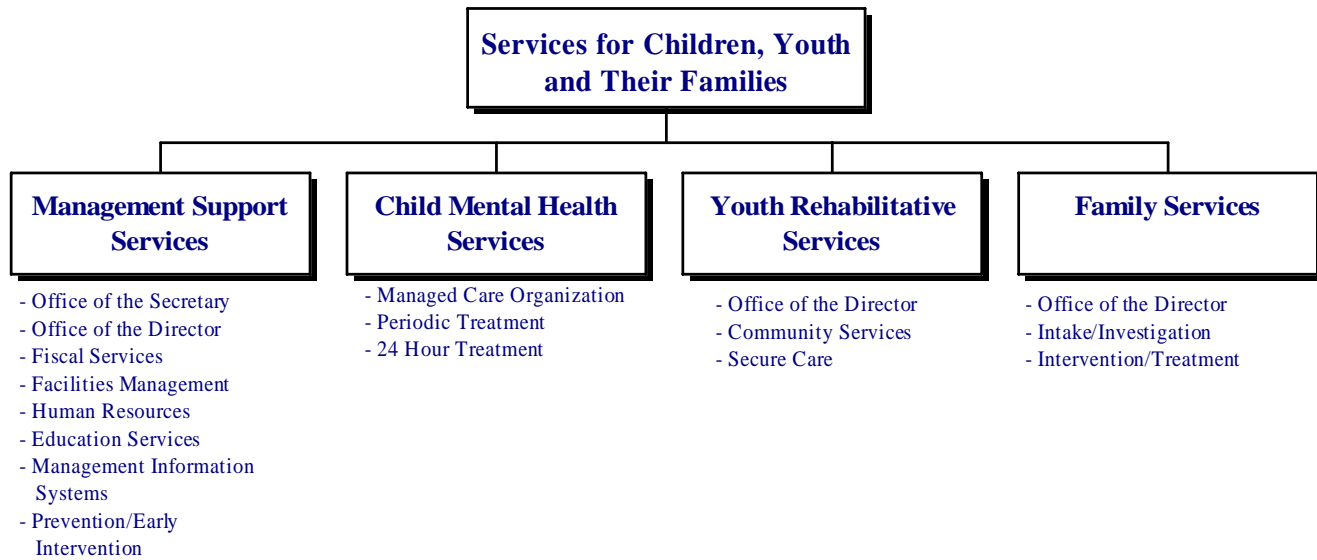 Services for Children, Youth
and Their Families
Management Support
Services
- Office of the Secretary
- Office of the Director
- Fiscal Services
- Facilities Management
- Human Resources
- Education Services
- Management Information
Systems
- Prevention/Early
Intervention
Child Mental Health
Services
- Managed Care Organization
- Periodic Treatment
- 24 Hour Treatment
Youth Rehabilitative
Services
- Office of the Director
- Community Services
- Secure Care
Family Services
- Office of the Director
- Intake/Investigation
- Intervention/Treatment